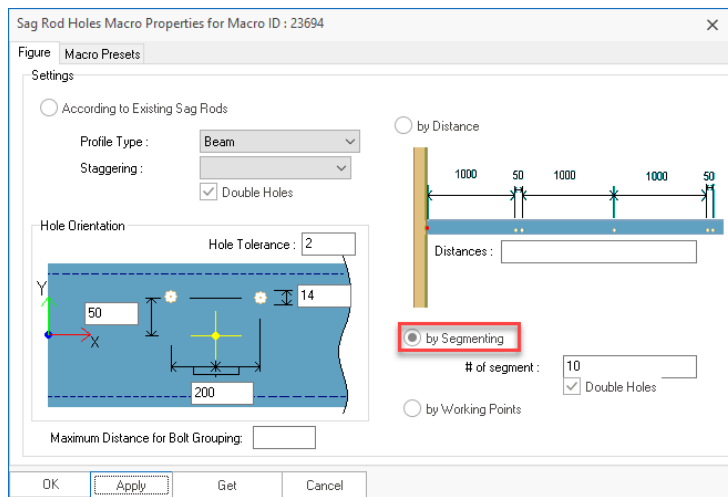 Sag Rod Holes Macro Properties for Macro ID : 23694
Figure
Macro Presets
Settings
According to Existing Sag Rods
Profile Type :
Beam
Staggering :
Double Holes
Hole Orientation
Hole Tolerance :
2
Y
X
50
14
200
Maximum Distance for Bolt Grouping:
by Distance
1000
50
1000
1000
50
Distances :
by Segmenting
# of segment :
10
Double Holes
by Working Points
OK
Apply
Get
Cancel